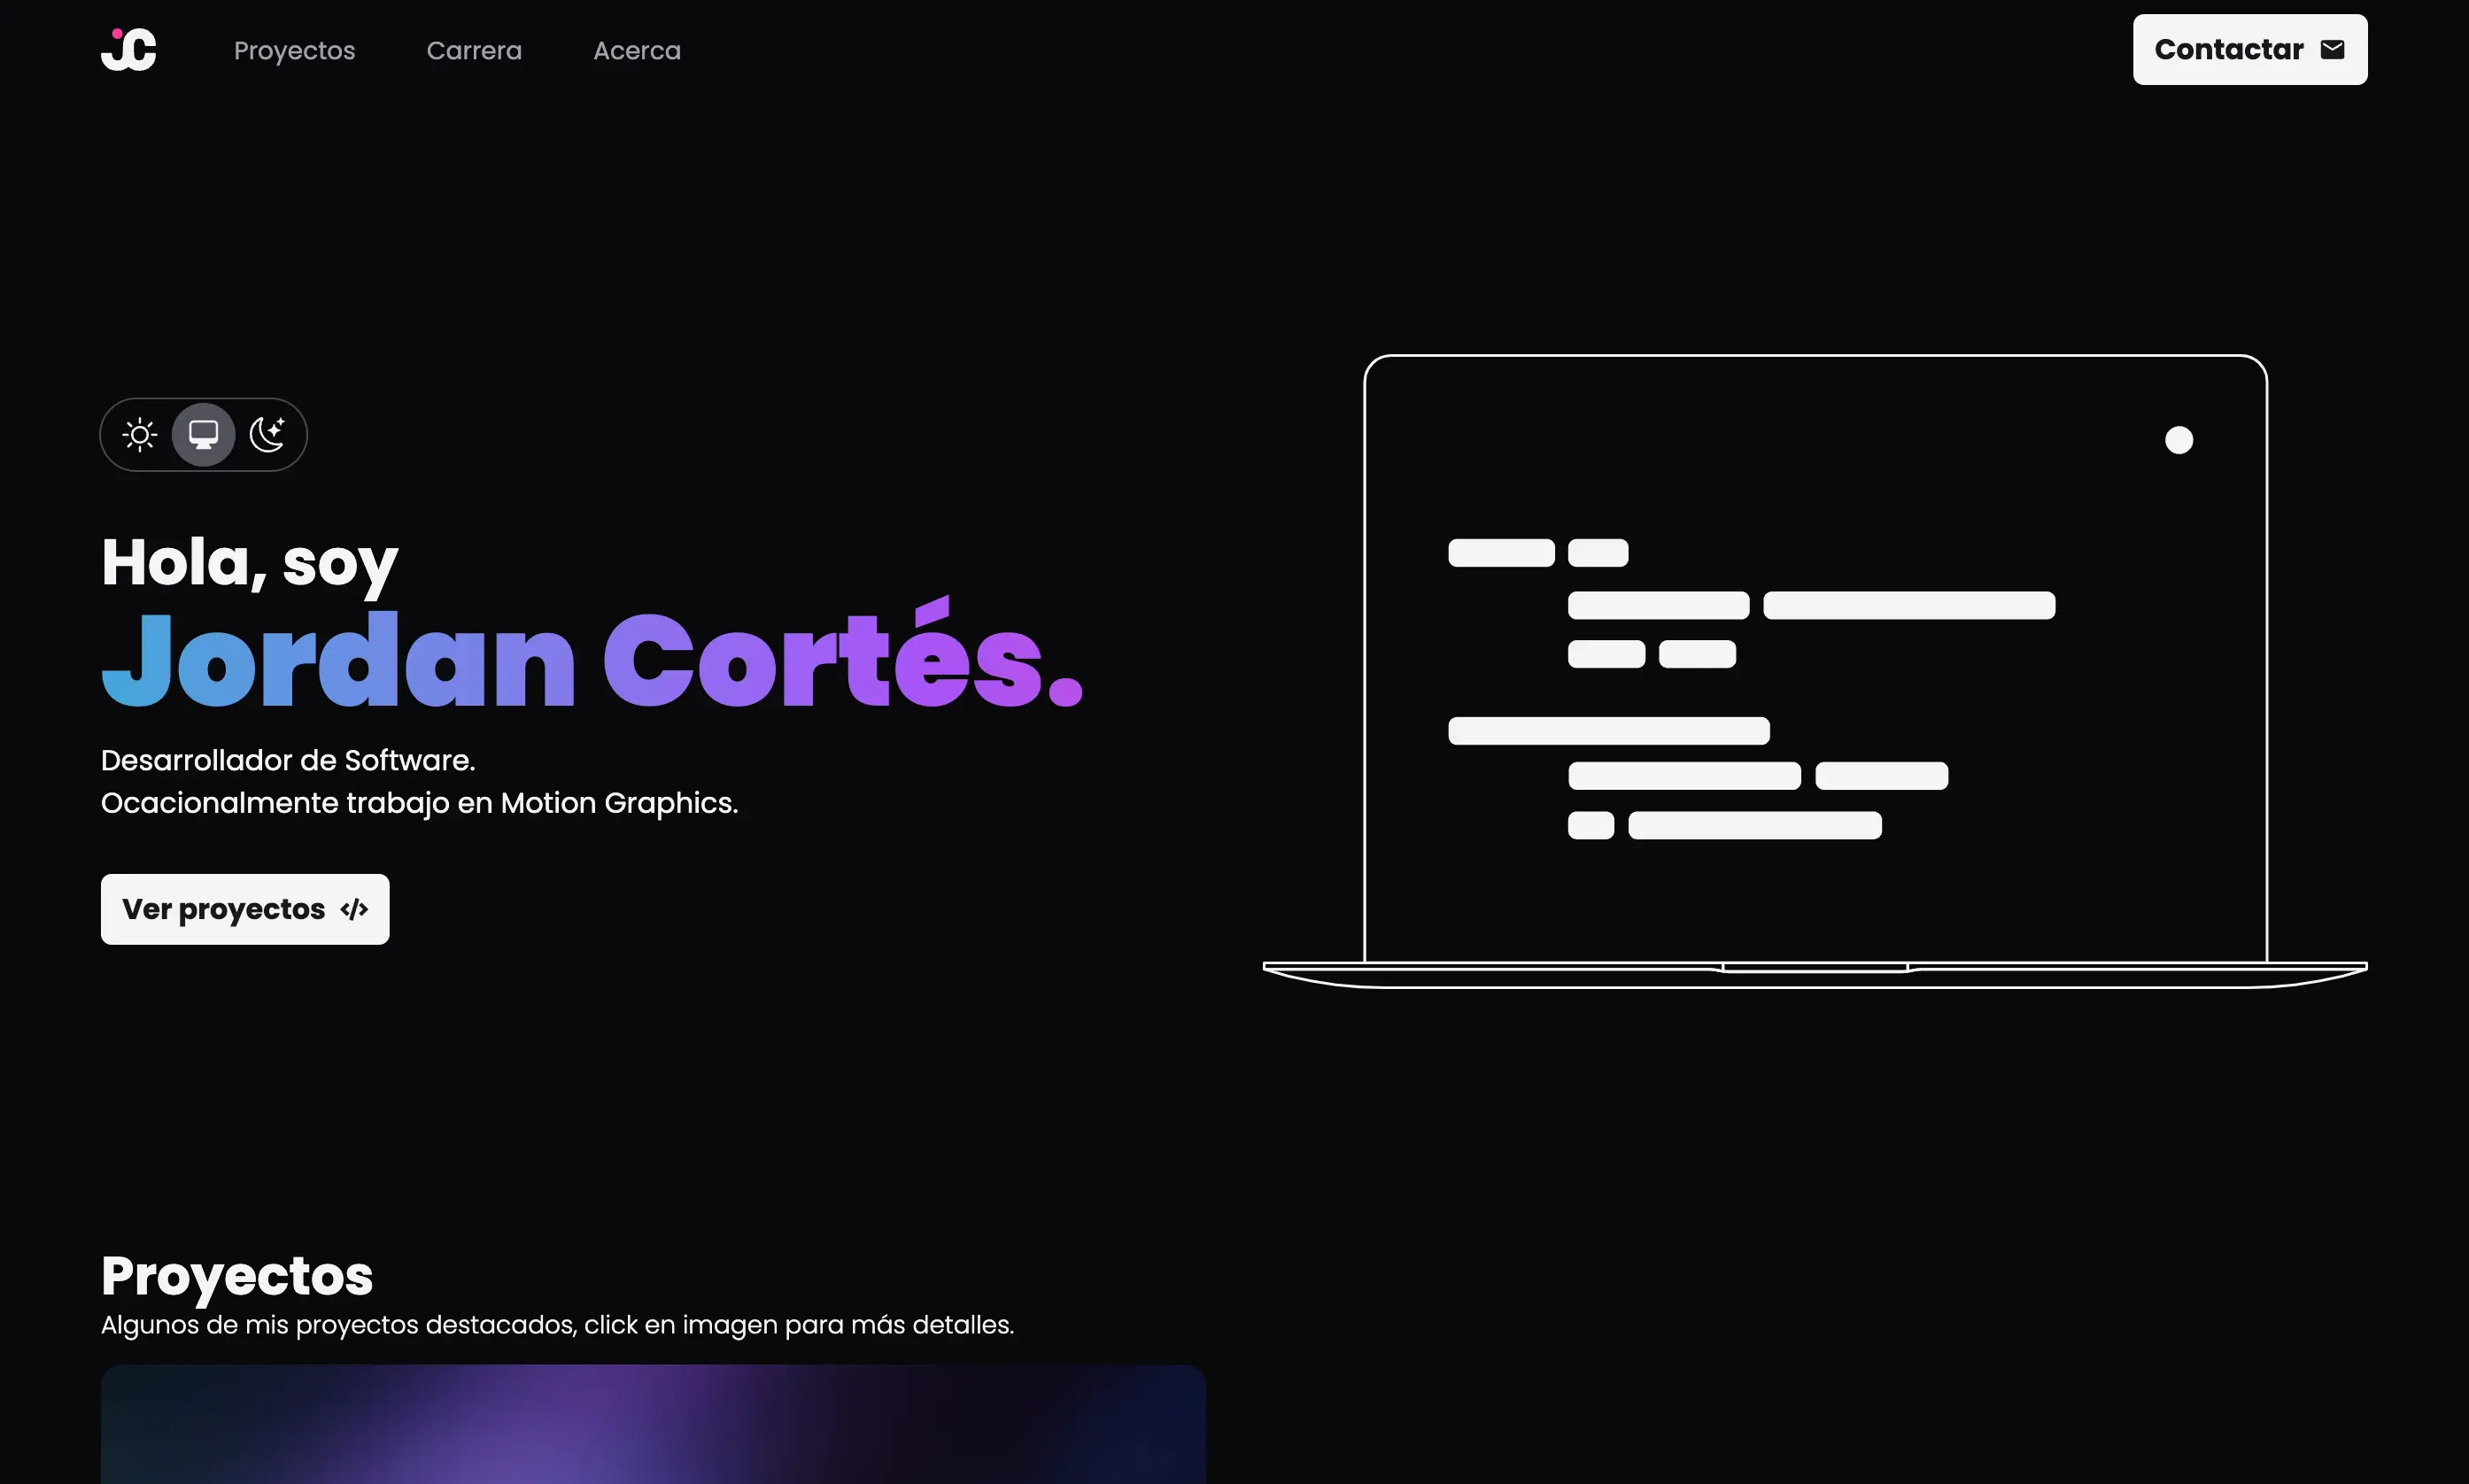 JC
Proyectos
Carrera
Acerca
Contactar
Hola, soy
Jordan Cortés.
Desarrollador de Software.
Ocacionalmente trabajo en Motion Graphics.
Ver proyectos
Proyectos
Algunos de mis proyectos destacados, click en imagen para más detalles.